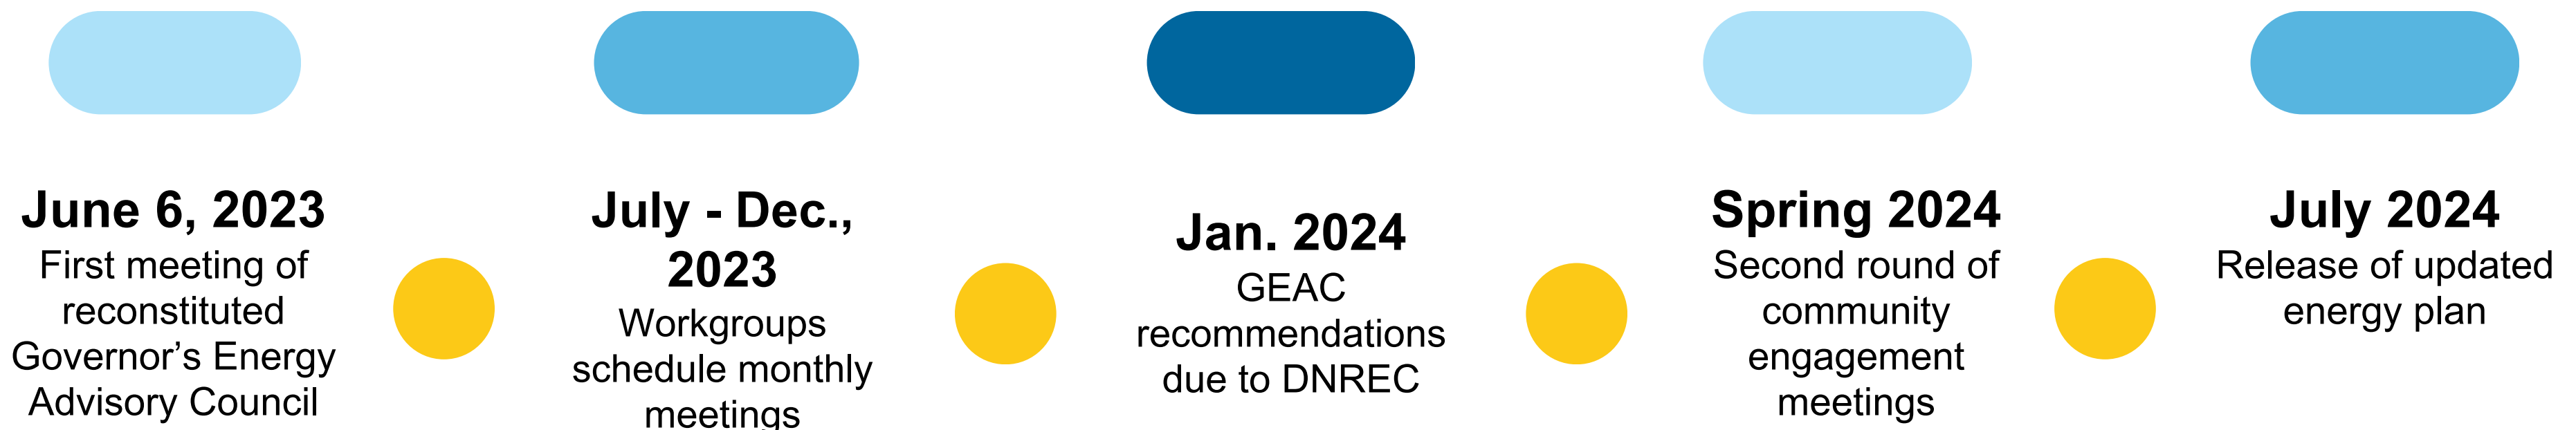 June 6, 2023
First meeting of
reconstituted
Governor’s Energy
Advisory Council
July - Dec.,
2023
Workgroups
schedule monthly
meetings
Jan. 2024
GEAC
recommendations
due to DNREC
Spring 2024
Second round of
community
engagement
meetings
July 2024
Release of updated
energy plan